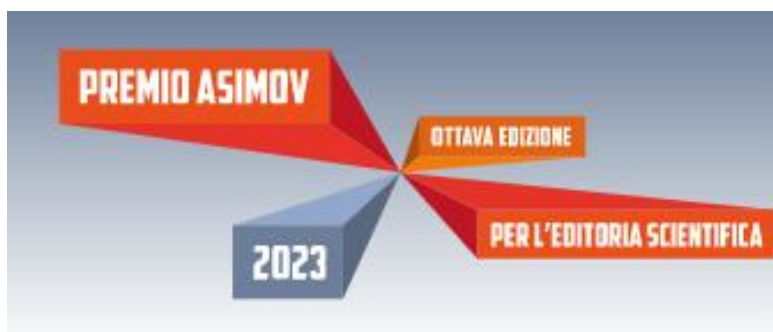 PREMIO ASIMOV
OTTAVA EDIZIONE
PER L'EDITORIA SCIENTIFICA
2023